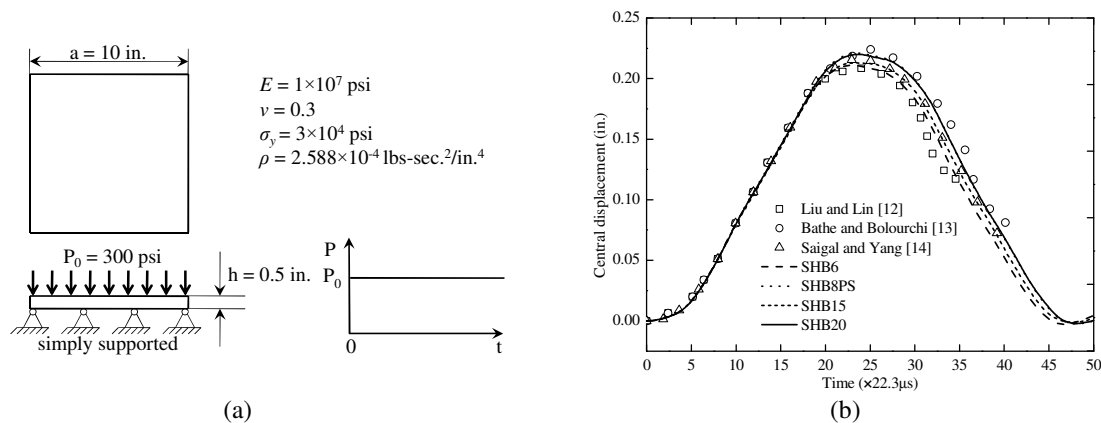 a = 10 in.
E = 1×10⁷ psi
ν = 0.3
σy = 3×10⁴ psi
ρ = 2.588×10⁻⁴ lbs-sec.²/in.⁴
P₀ = 300 psi
h = 0.5 in.
simply supported
P
P₀
0
t
(a)
0.25
0.20
0.15
0.10
0.05
0.00
Central displacement (in.)
Liu and Lin [12]
Bathe and Bolourchi [13]
Saigal and Yang [14]
SHB6
SHB8PS
SHB15
SHB20
0 5 10 15 20 25 30 35 40 45 50
Time (×22.3μs)
(b)